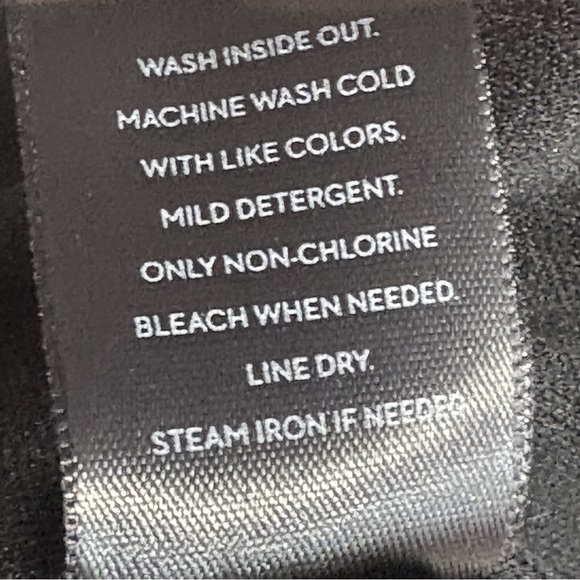 WASH INSIDE OUT.
MACHINE WASH COLD
WITH LIKE COLORS.
MILD DETERGENT.
ONLY NON-CHLORINE
BLEACH WHEN NEEDED.
LINE DRY.
STEAM IRON IF NEEDED